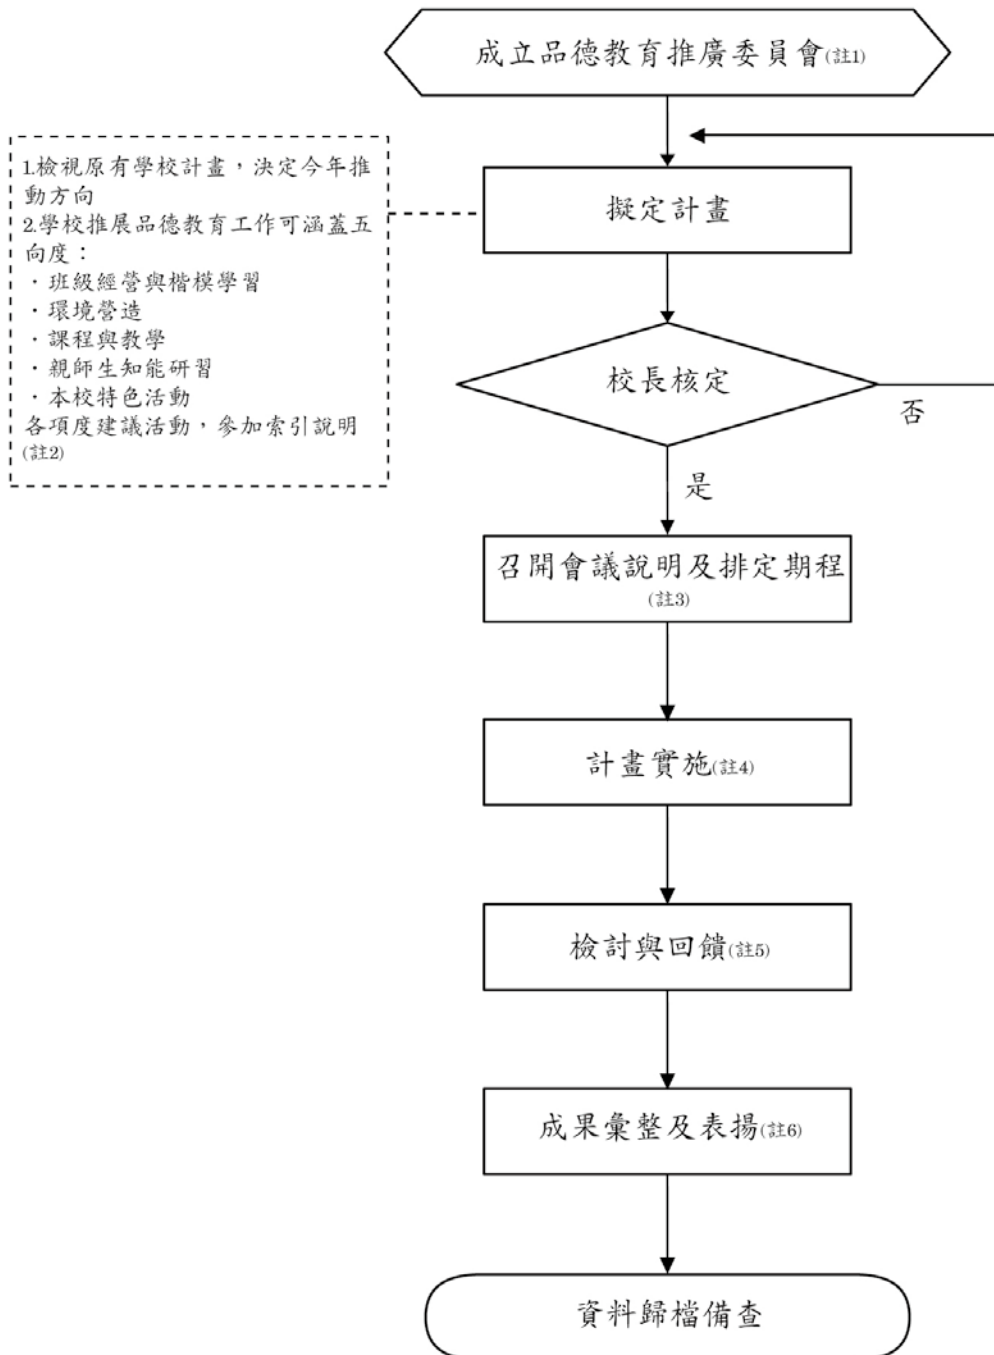 成立品德教育推廣委員會(註1)
1.檢視原有學校計畫，決定今年推
動方向
2.學校推展品德教育工作可涵蓋五
向度：
．班級經營與楷模學習
．環境營造
．課程與教學
．親師生知能研習
．本校特色活動
各項度建議活動，參加索引說明
(註2)
擬定計畫
校長核定
否
是
召開會議說明及排定期程
(註3)
計畫實施(註4)
檢討與回饋(註5)
成果彙整及表揚(註6)
資料歸檔備查